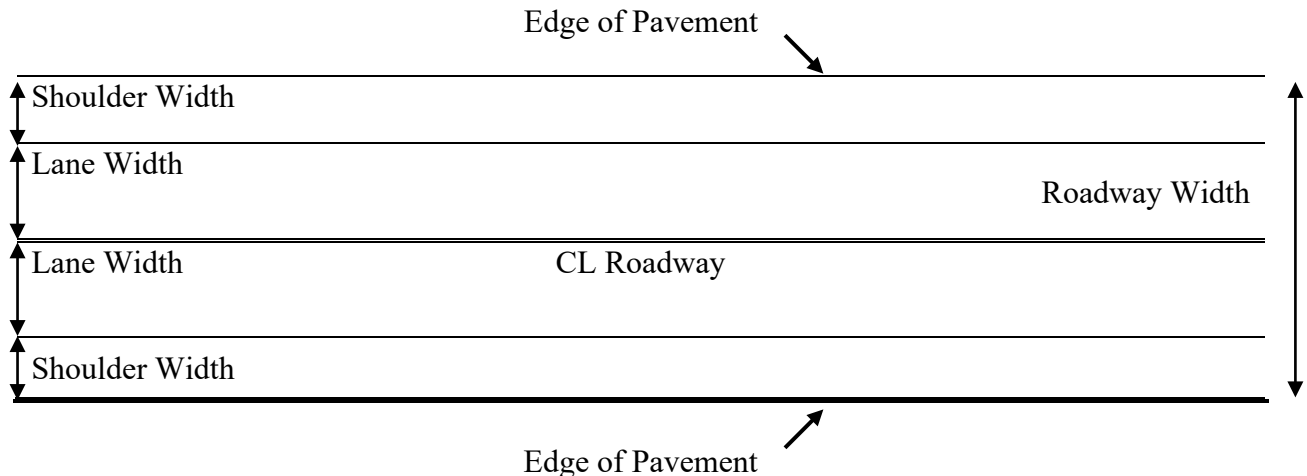 Edge of Pavement
Shoulder Width
Lane Width
Roadway Width
Lane Width
CL Roadway
Shoulder Width
Edge of Pavement